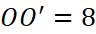 OO′ = 8